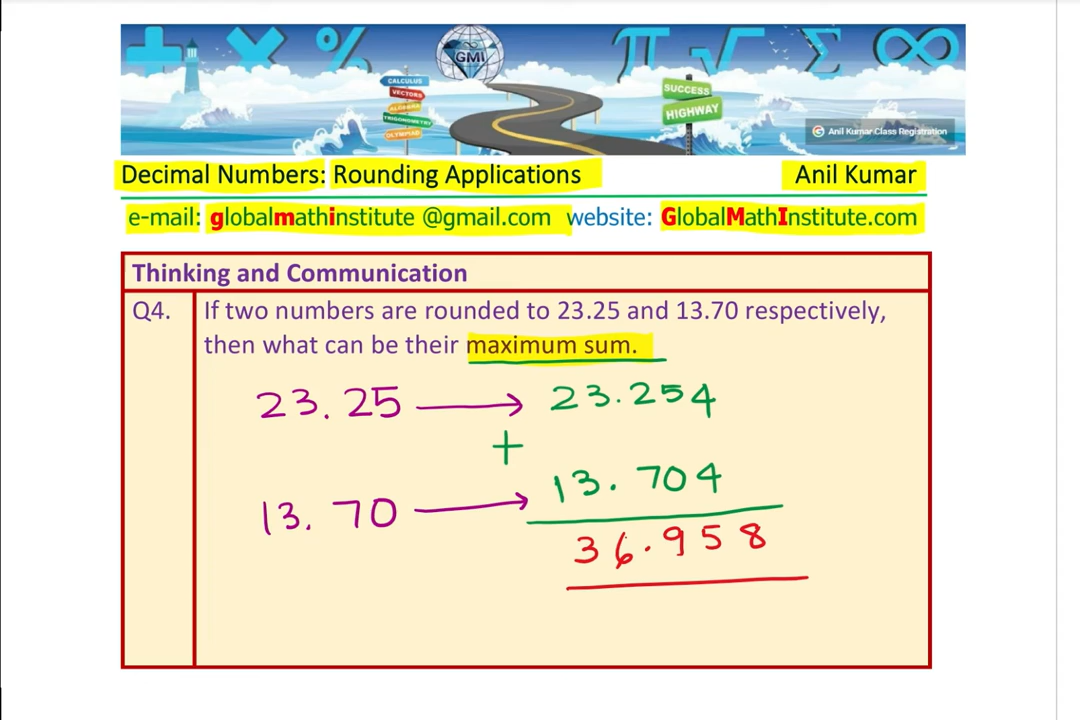 + × % GMI π √ Σ ∞
CALCULUS
VECTORS
ALGEBRA
TRIGONOMETRY
OLYMPIAD
SUCCESS
HIGHWAY
Anil Kumar Class Registration
Decimal Numbers: Rounding Applications Anil Kumar
e-mail: globalmathinstitute @gmail.com website: GlobalMathInstitute.com
Thinking and Communication
Q4. If two numbers are rounded to 23.25 and 13.70 respectively,
then what can be their maximum sum.
23.25 → 23.254
+
13.70 → 13.704
36.958